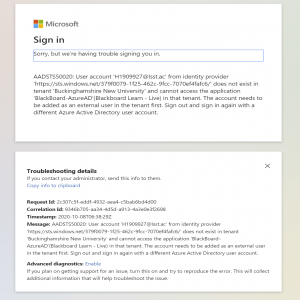 Microsoft
Sign in
Sorry, but we're having trouble signing you in.
AADSTS50020: User account 'H1909927@lsst.ac' from identity provider
'https://sts.windows.net/379f0079-1f25-462c-9fcc-7070ef4fafc6/' does not exist in
tenant 'Buckinghamshire New University' and cannot access the application
'BlackBoard-AzureAD'(Blackboard Learn - Live) in that tenant. The account needs to
be added as an external user in the tenant first. Sign out and sign in again with a
different Azure Active Directory user account.
Troubleshooting details
If you contact your administrator, send this info to them.
Copy info to clipboard
Request Id: 2c307c5f-eddf-4932-aea4-c5bab6bd4d00
Correlation Id: 9346b705-aa34-4d5d-a913-4a3e0e3f2698
Timestamp: 2020-10-08T06:38:29Z
Message: AADSTS50020: User account 'H1909927@lsst.ac' from identity provider
'https://sts.windows.net/379f0079-1f25-462c-9fcc-7070ef4fafc6/' does not exist in
tenant 'Buckinghamshire New University' and cannot access the application 'BlackBoard-
AzureAD'(Blackboard Learn - Live) in that tenant. The account needs to be added as an external user
in the tenant first. Sign out and sign in again with a different Azure Active Directory user account.
Advanced diagnostics: Enable
If you plan on getting support for an issue, turn this on and try to reproduce the error. This will collect
additional information that will help troubleshoot the issue.